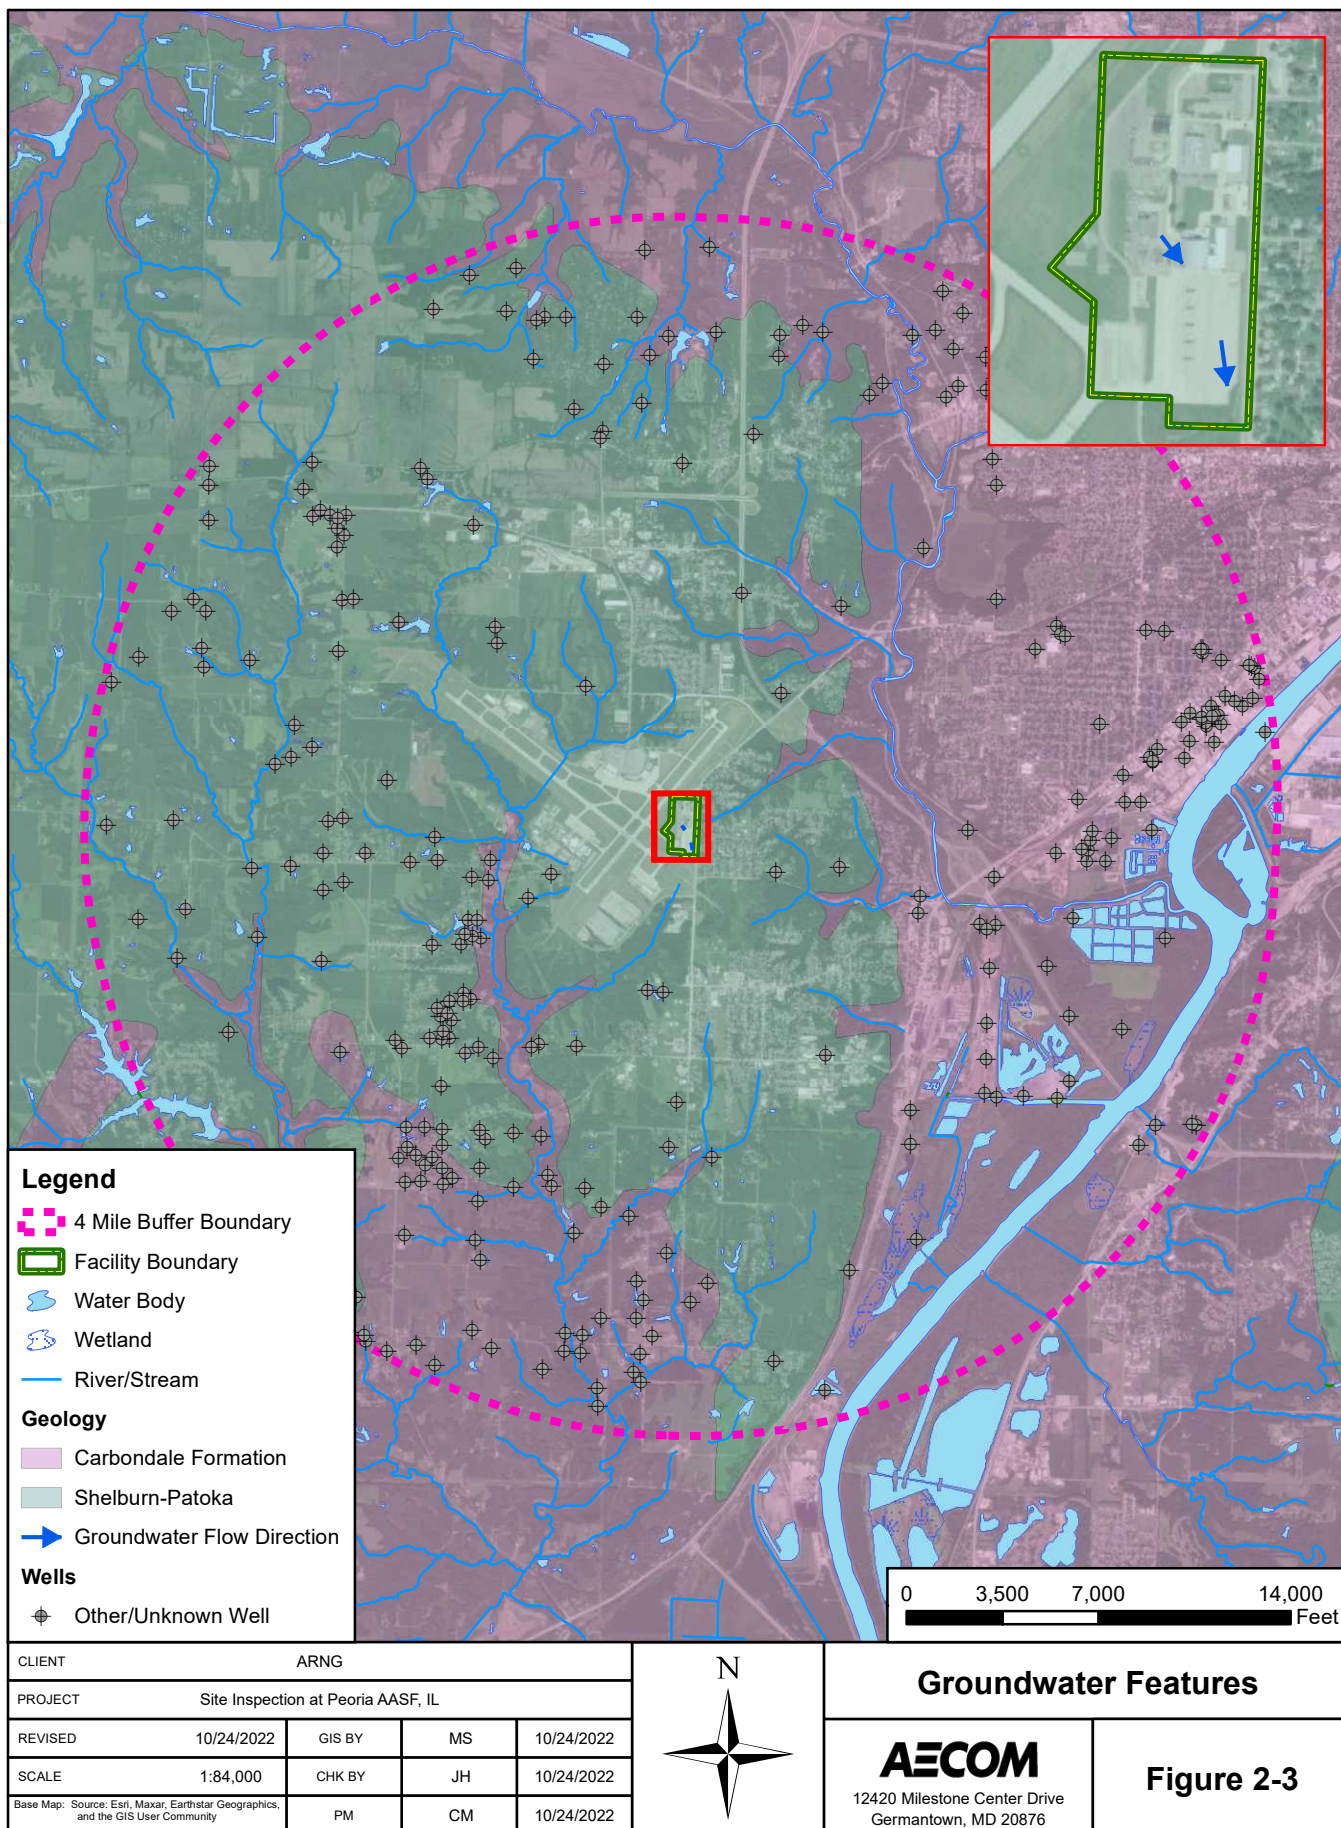 Legend
4 Mile Buffer Boundary
Facility Boundary
Water Body
Wetland
River/Stream
Geology
Carbondale Formation
Shelburn-Patoka
Groundwater Flow Direction
Wells
Other/Unknown Well
0 3,500 7,000 14,000
Feet
CLIENT ARNG
PROJECT Site Inspection at Peoria AASF, IL
REVISED 10/24/2022 GIS BY MS 10/24/2022
SCALE 1:84,000 CHK BY JH 10/24/2022
Base Map: Source: Esri, Maxar, Earthstar Geographics,
and the GIS User Community
PM CM 10/24/2022
N
Groundwater Features
AECOM
12420 Milestone Center Drive
Germantown, MD 20876
Figure 2-3